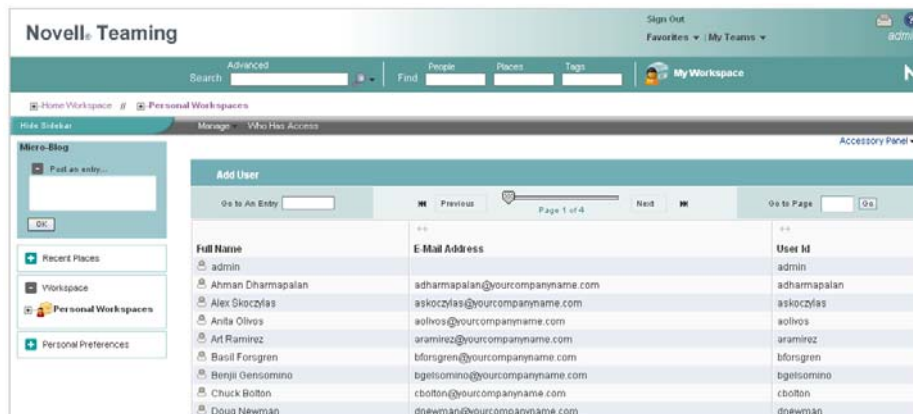 Novell® Teaming
Sign Out
Favorites My Teams
admi
Advanced
Search
Find
People Places Tags
My Workspace
N
Home Workspace // Personal Workspaces
Hide Sidebar
Manage Who Has Access
Accessory Panel
Micro-Blog
Post an entry...
OK
Recent Places
Workspace
Personal Workspaces
Personal Preferences
Add User
Go to An Entry Previous Page 1 of 4 Next Go to Page Go
Full Name E-Mail Address User Id
admin admin
Ahman Dharmapalan adharmapalan@yourcompanyname.com adharmapalan
Alex Skoczylas askoczylas@yourcompanyname.com askoczylas
Anita Olivos aolivos@yourcompanyname.com aolivos
Art Ramirez aramirez@yourcompanyname.com aramirez
Basil Forsgren bforsgren@yourcompanyname.com bforsgren
Benjii Gensomino bgelsomino@yourcompanyname.com bgelsomino
Chuck Bolton cbolton@yourcompanyname.com cbolton
Doug Newman dnewman@yourcompanyname.com dnewman